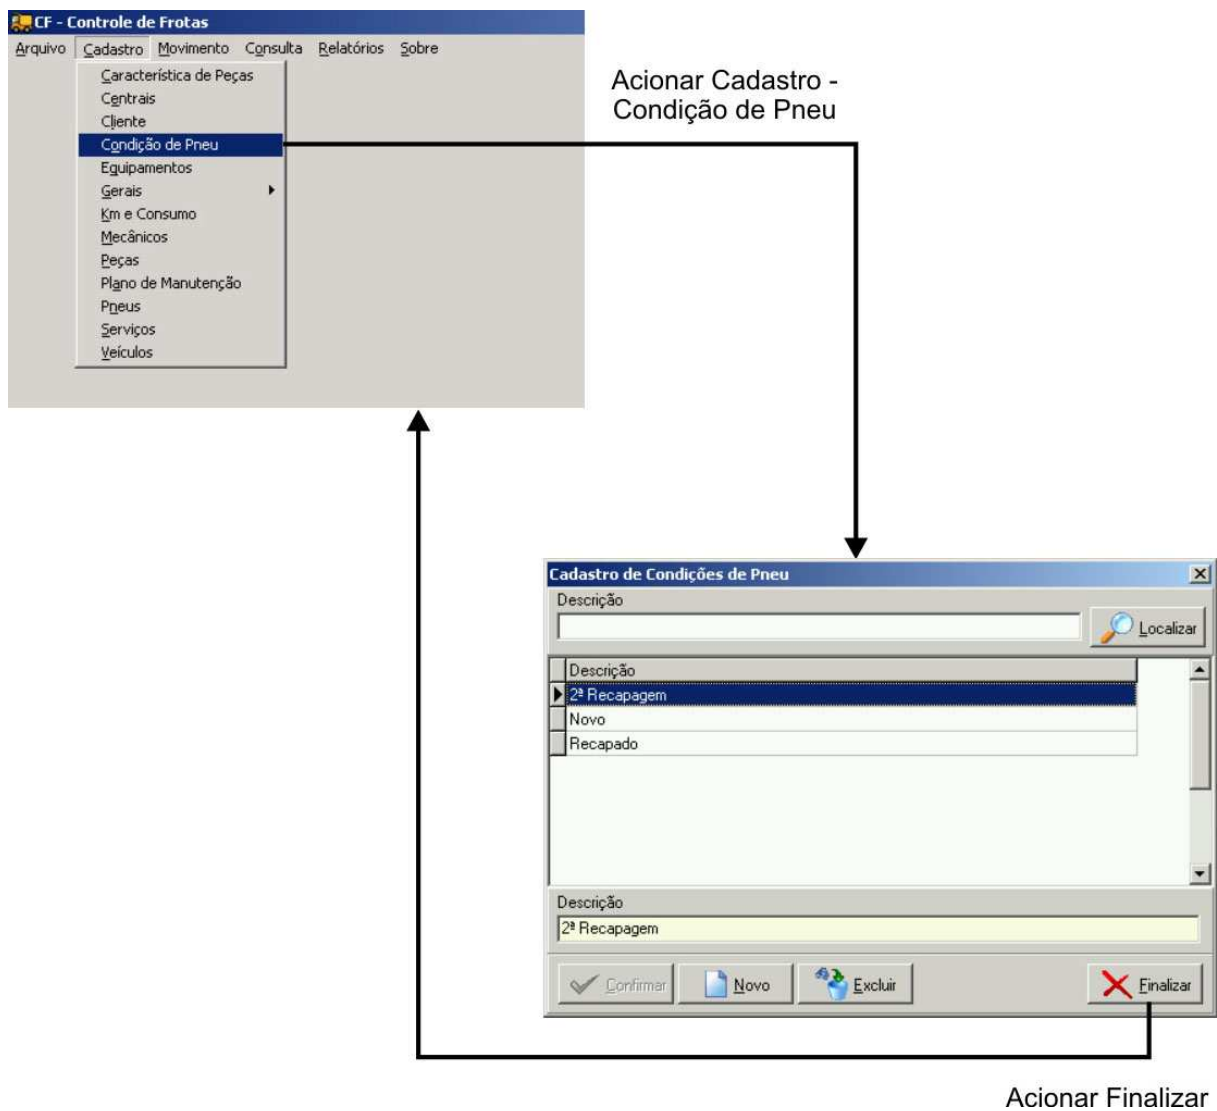 CF - Controle de Frotas
Arquivo Cadastro Movimento Consulta Relatórios Sobre
Característica de Peças
Centrais
Cliente
Condição de Pneu
Equipamentos
Gerais
Km e Consumo
Mecânicos
Peças
Plano de Manutenção
Pneus
Serviços
Veículos
Acionar Cadastro -
Condição de Pneu
Cadastro de Condições de Pneu
Descrição
Localizar
Descrição
2ª Recapagem
Novo
Recapado
Descrição
2ª Recapagem
Confirmar Novo Excluir Finalizar
Acionar Finalizar